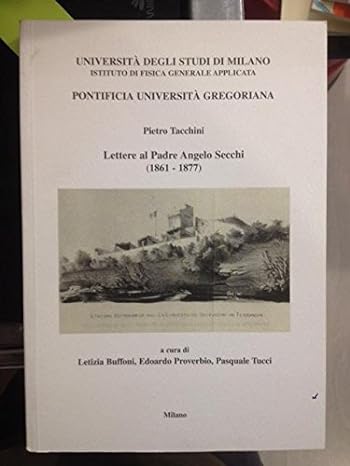 UNIVERSITÀ DEGLI STUDI DI MILANO
ISTITUTO DI FISICA GENERALE APPLICATA
PONTIFICIA UNIVERSITÀ GREGORIANA
Pietro Tacchini
Lettere al Padre Angelo Secchi
(1861 - 1877)
a cura di
Letizia Buffoni, Edoardo Proverbio, Pasquale Tucci
Milano